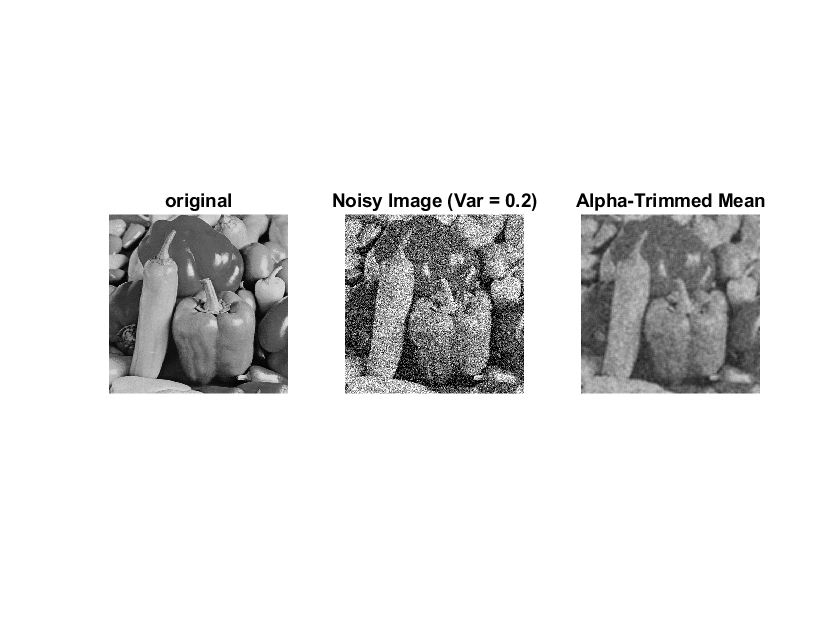 original
Noisy Image (Var = 0.2)
Alpha-Trimmed Mean